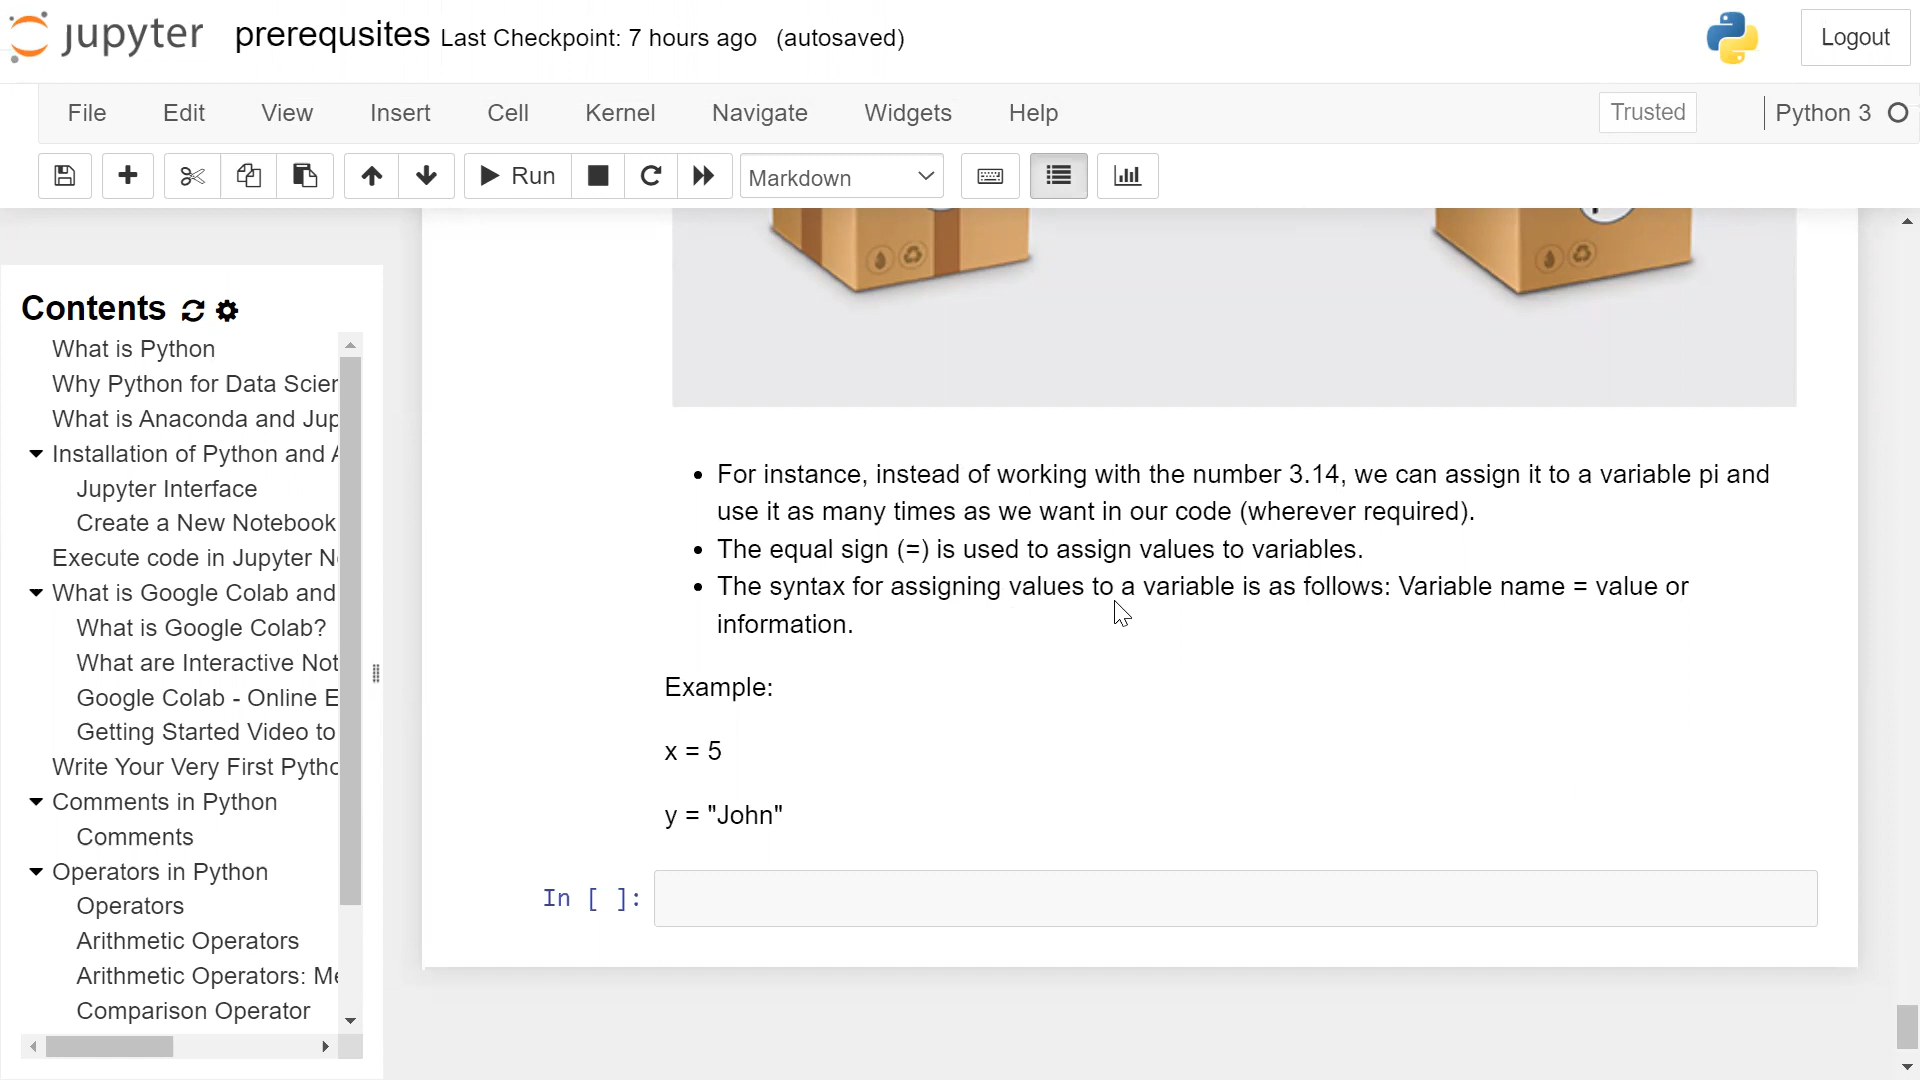 jupyter prerequsites Last Checkpoint: 7 hours ago (autosaved)
Logout
File Edit View Insert Cell Kernel Navigate Widgets Help
Trusted Python 3
Run
Markdown
Contents
What is Python
Why Python for Data Scien
What is Anaconda and Jup
Installation of Python and A
Jupyter Interface
Create a New Notebook
Execute code in Jupyter No
What is Google Colab and
What is Google Colab?
What are Interactive Not
Google Colab - Online E
Getting Started Video to
Write Your Very First Pytho
Comments in Python
Comments
Operators in Python
Operators
Arithmetic Operators
Arithmetic Operators: Me
Comparison Operator
• For instance, instead of working with the number 3.14, we can assign it to a variable pi and
use it as many times as we want in our code (wherever required).
• The equal sign (=) is used to assign values to variables.
• The syntax for assigning values to a variable is as follows: Variable name = value or
information.
Example:
x = 5
y = "John"
In [ ]: